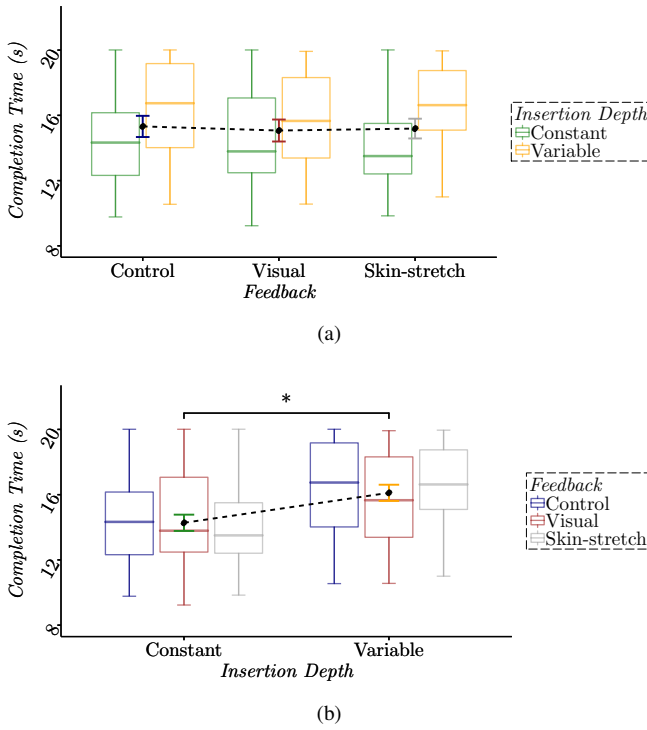 Completion Time (s)
20
16
12
8
Control
Visual
Skin-stretch
Feedback
Insertion Depth
Constant
Variable
(a)
Completion Time (s)
20
16
12
8
*
Constant
Variable
Insertion Depth
Feedback
Control
Visual
Skin-stretch
(b)